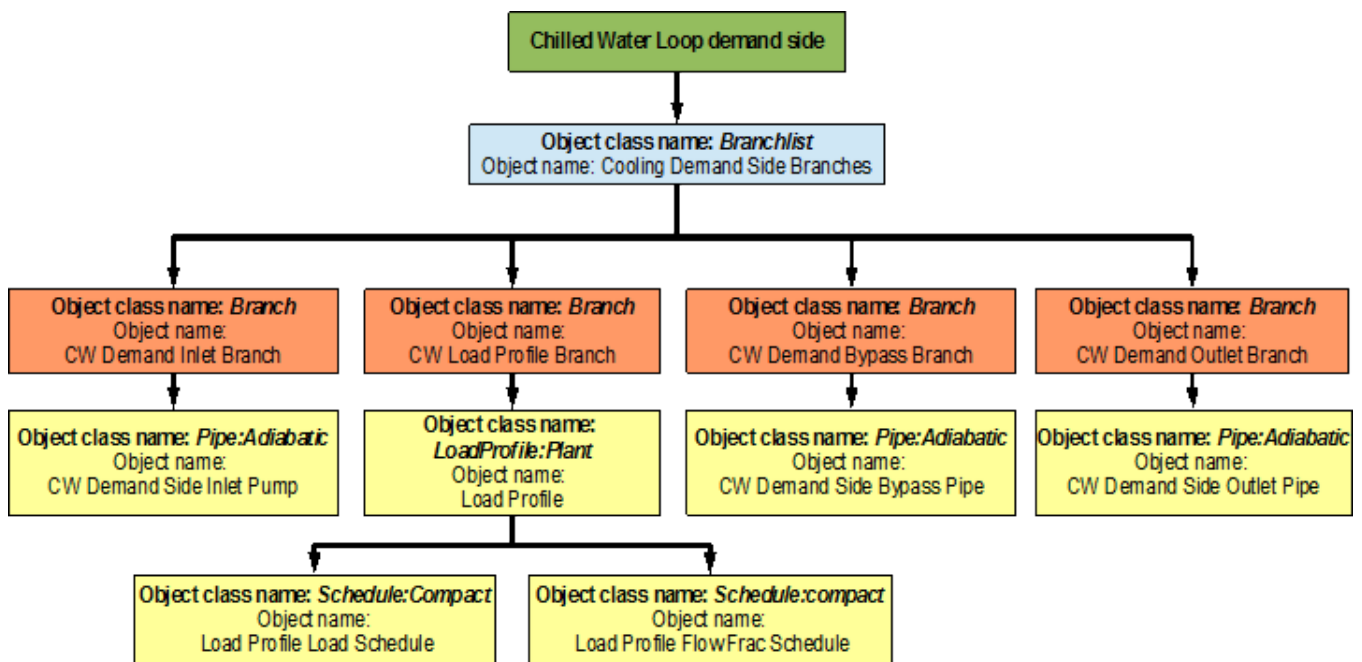 Chilled Water Loop demand side
Object class name: Branchlist
Object name: Cooling Demand Side Branches
Object class name: Branch
Object name:
CW Demand Inlet Branch
Object class name: Branch
Object name:
CW Load Profile Branch
Object class name: Branch
Object name:
CW Demand Bypass Branch
Object class name: Branch
Object name:
CW Demand Outlet Branch
Object class name: Pipe:Adiabatic
Object name:
CW Demand Side Inlet Pump
Object class name:
LoadProfile:Plant
Object name:
Load Profile
Object class name: Pipe:Adiabatic
Object name:
CW Demand Side Bypass Pipe
Object class name: Pipe:Adiabatic
Object name:
CW Demand Side Outlet Pipe
Object class name: Schedule:Compact
Object name:
Load Profile Load Schedule
Object class name: Schedule:compact
Object name:
Load Profile FlowFrac Schedule